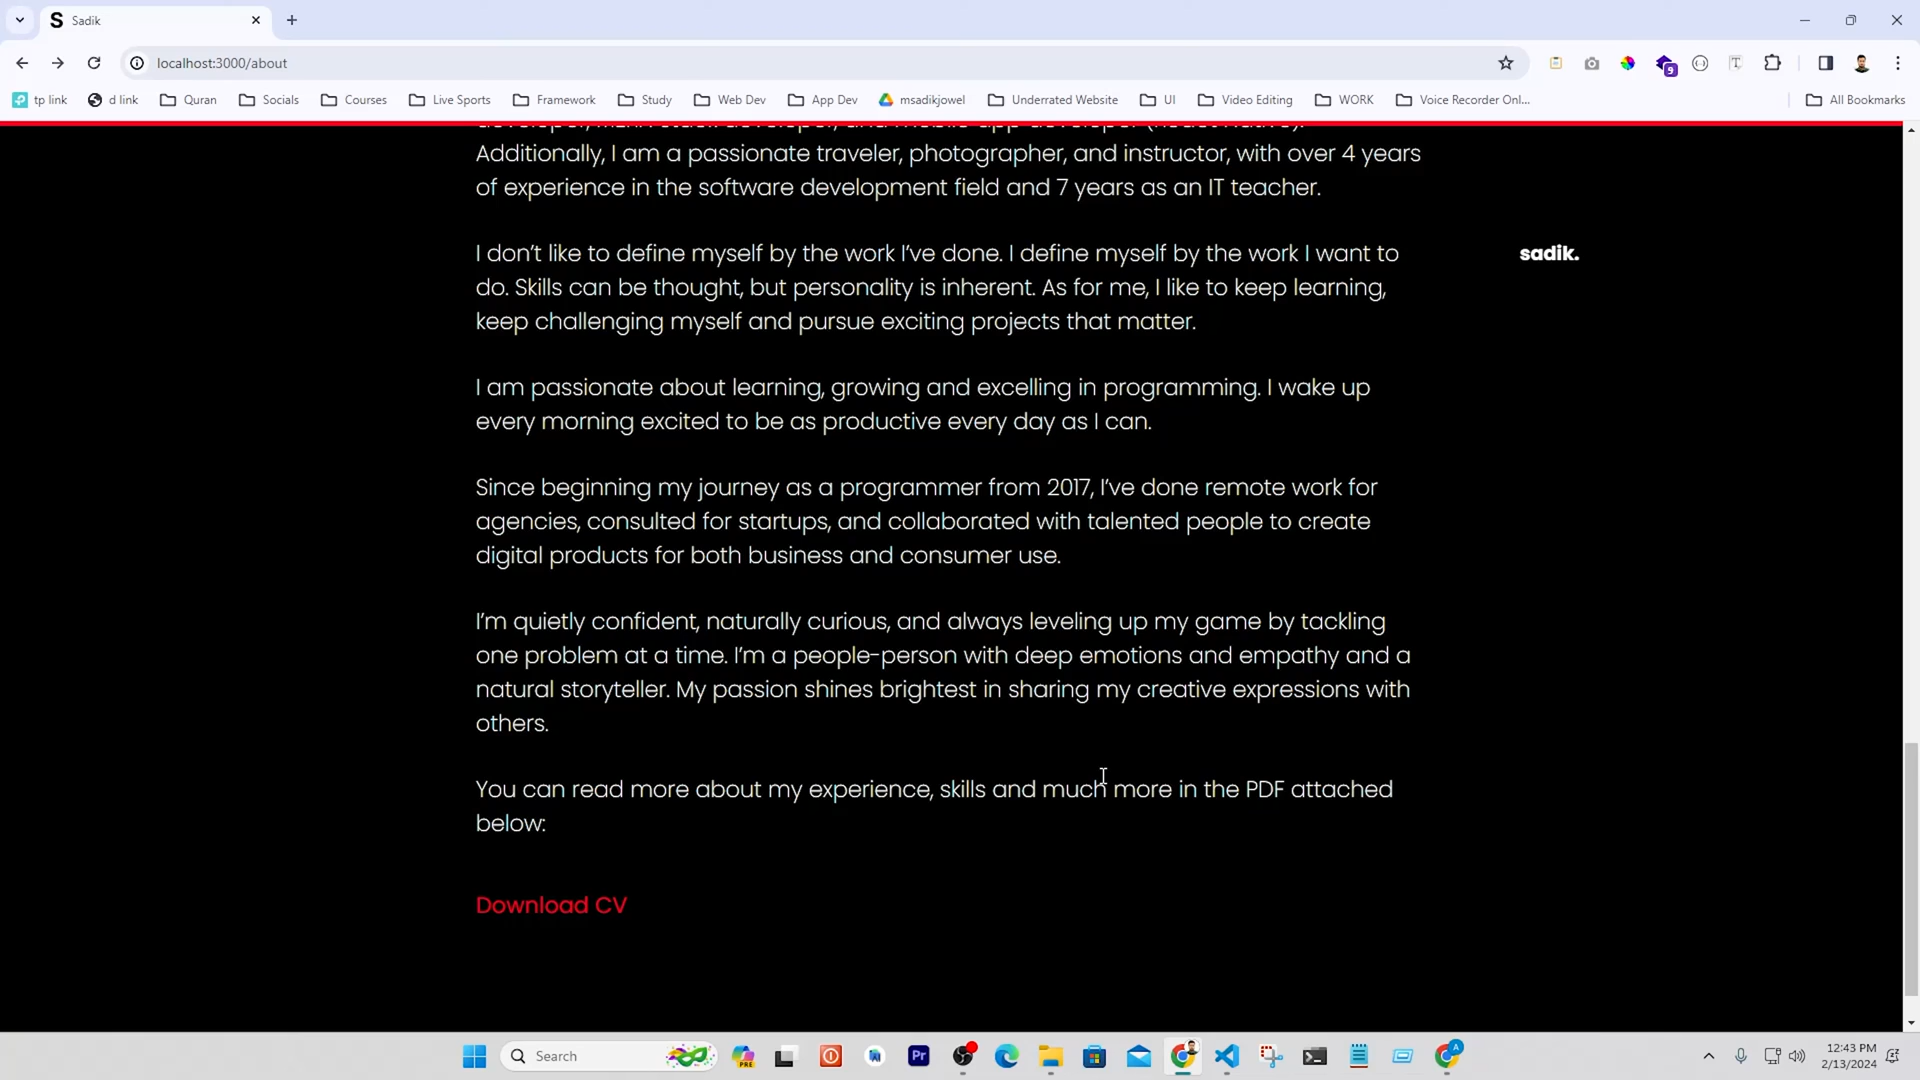 Sadik
localhost:3000/about
tp link
d link
Quran
Socials
Courses
Live Sports
Framework
Study
Web Dev
App Dev
msadikjowel
Underrated Website
UI
Video Editing
WORK
Voice Recorder Onl...
All Bookmarks
9
Additionally, I am a passionate traveler, photographer, and instructor, with over 4 years
of experience in the software development field and 7 years as an IT teacher.
I don't like to define myself by the work I've done. I define myself by the work I want to
do. Skills can be thought, but personality is inherent. As for me, I like to keep learning,
keep challenging myself and pursue exciting projects that matter.
sadik.
I am passionate about learning, growing and excelling in programming. I wake up
every morning excited to be as productive every day as I can.
Since beginning my journey as a programmer from 2017, I've done remote work for
agencies, consulted for startups, and collaborated with talented people to create
digital products for both business and consumer use.
I'm quietly confident, naturally curious, and always leveling up my game by tackling
one problem at a time. I'm a people-person with deep emotions and empathy and a
natural storyteller. My passion shines brightest in sharing my creative expressions with
others.
You can read more about my experience, skills and much more in the PDF attached
below:
Download CV
Search
PRE
Pr
A
12:43 PM
2/13/2024